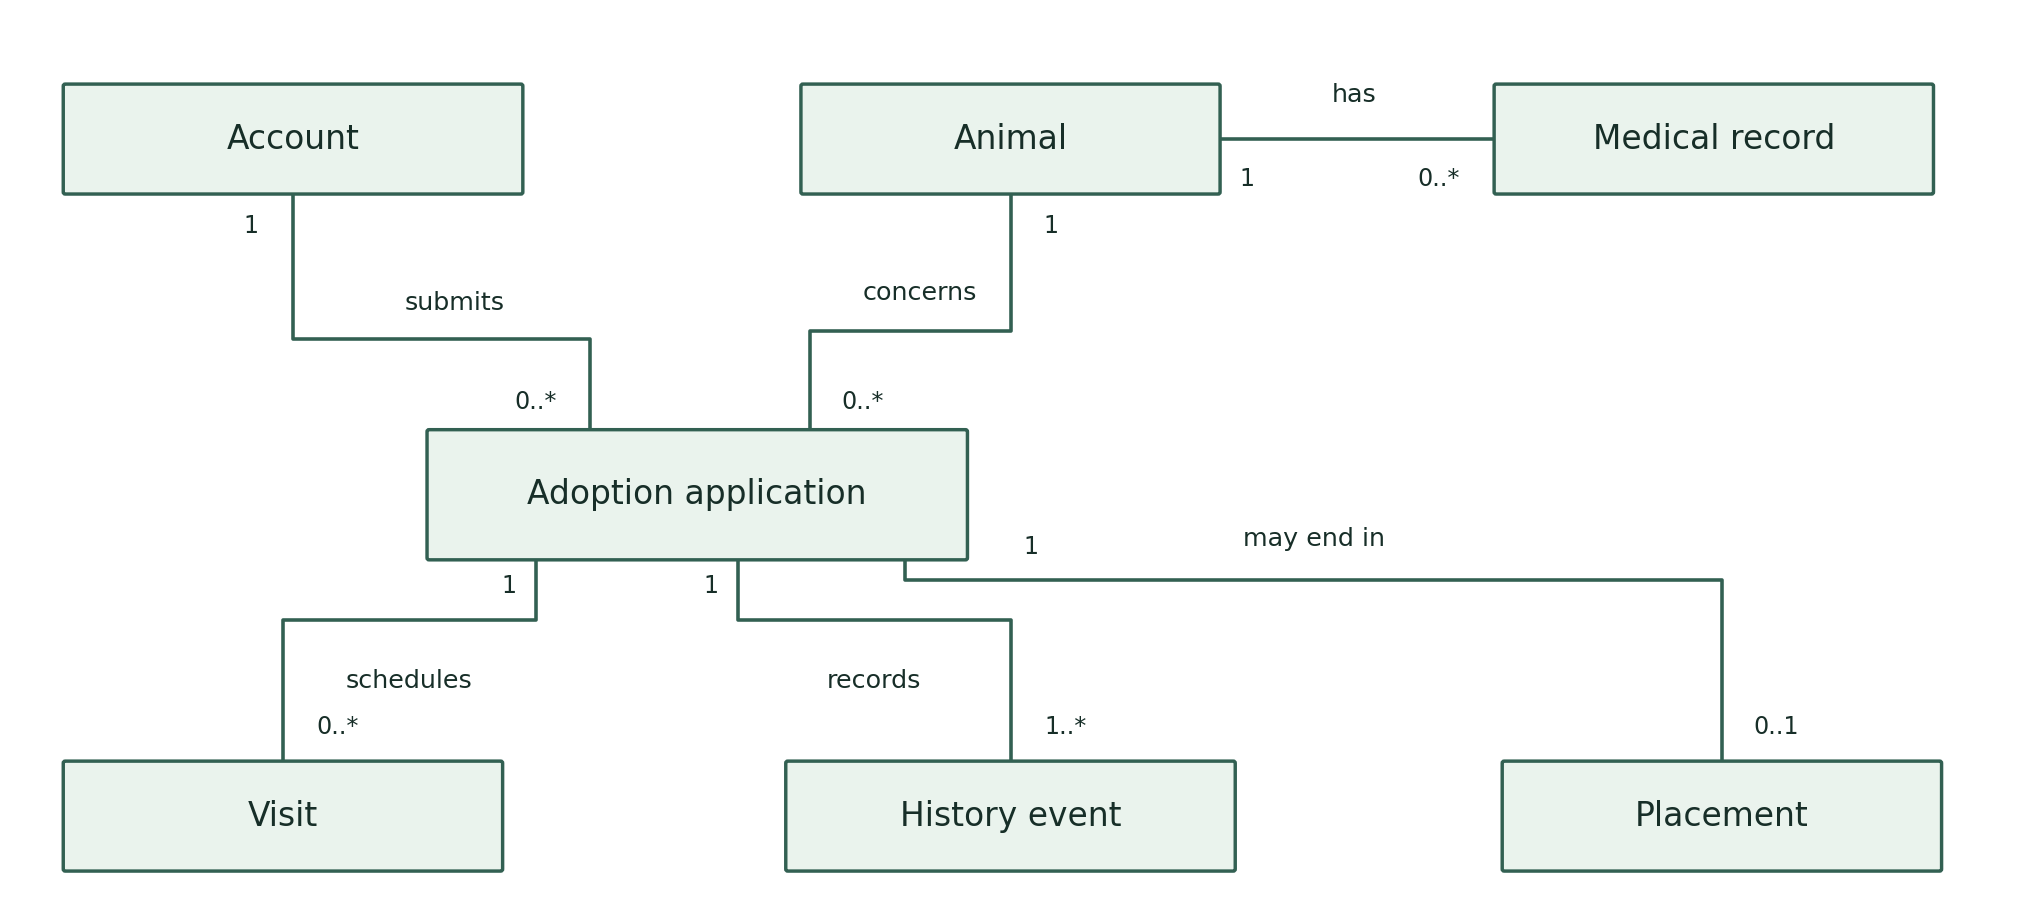 has
Account
Animal
Medical record
1
0..*
1
1
concerns
submits
0..*
0..*
Adoption application
may end in
1
1
1
schedules
records
0..*
1..*
0..1
Visit
History event
Placement